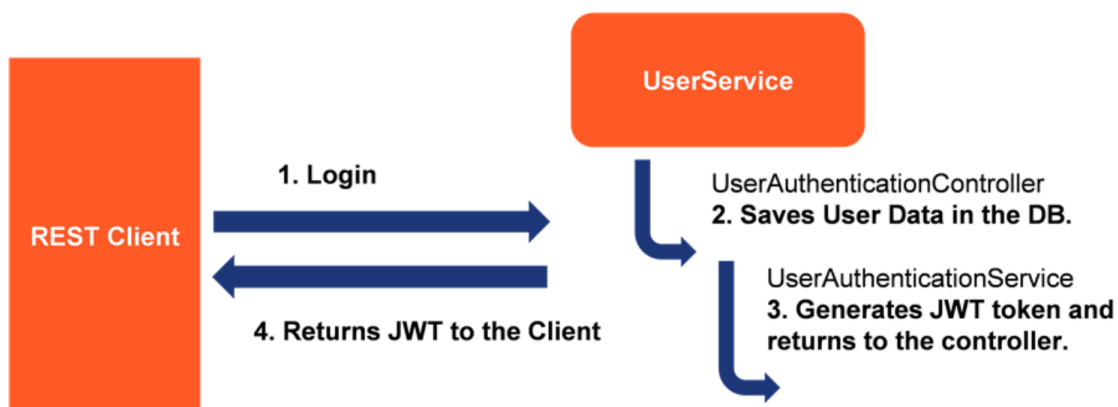 UserService
1. Login
UserAuthenticationController
2. Saves User Data in the DB.
REST Client
UserAuthenticationService
3. Generates JWT token and
returns to the controller.
4. Returns JWT to the Client